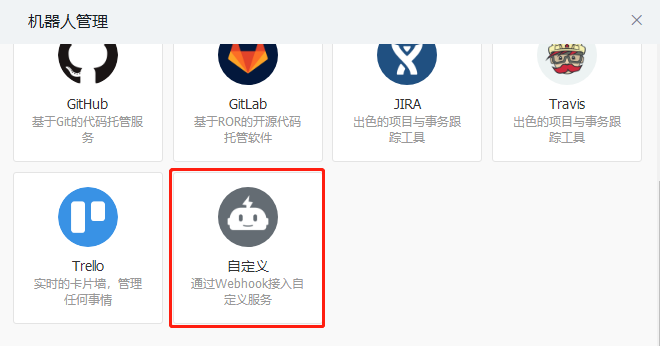 机器人管理
GitHub
基于Git的代码托管服
务
GitLab
基于ROR的开源代码
托管软件
JIRA
出色的项目与事务跟
踪工具
Travis
出色的项目与事务跟
踪工具
Trello
实时的卡片墙，管理
任何事情
自定义
通过Webhook接入自
定义服务